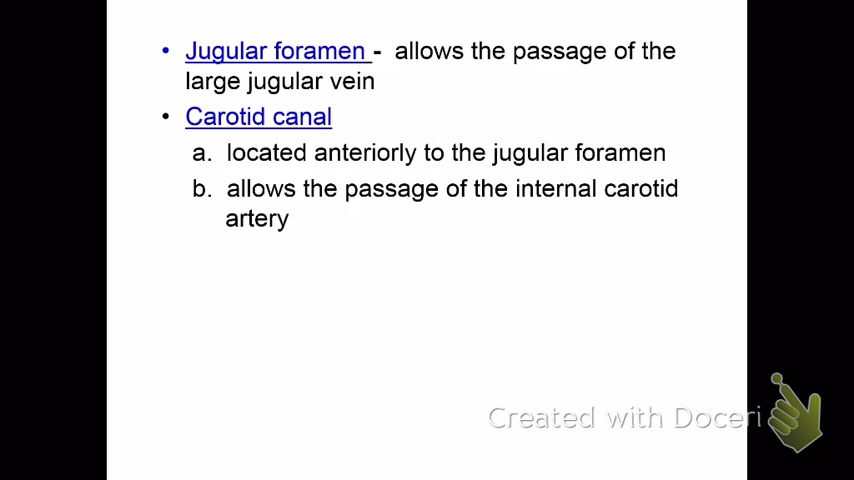 • Jugular foramen - allows the passage of the
large jugular vein
• Carotid canal
a. located anteriorly to the jugular foramen
b. allows the passage of the internal carotid
artery
Created with Doceri